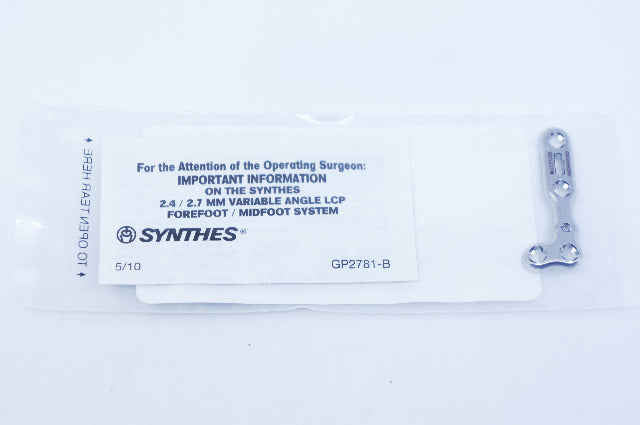 For the Attention of the Operating Surgeon:
IMPORTANT INFORMATION
ON THE SYNTHES
2.4 / 2.7 MM VARIABLE ANGLE LCP
FOREFOOT / MIDFOOT SYSTEM
SYNTHES®
5/10 GP2781-B
TO OPEN TEAR HERE